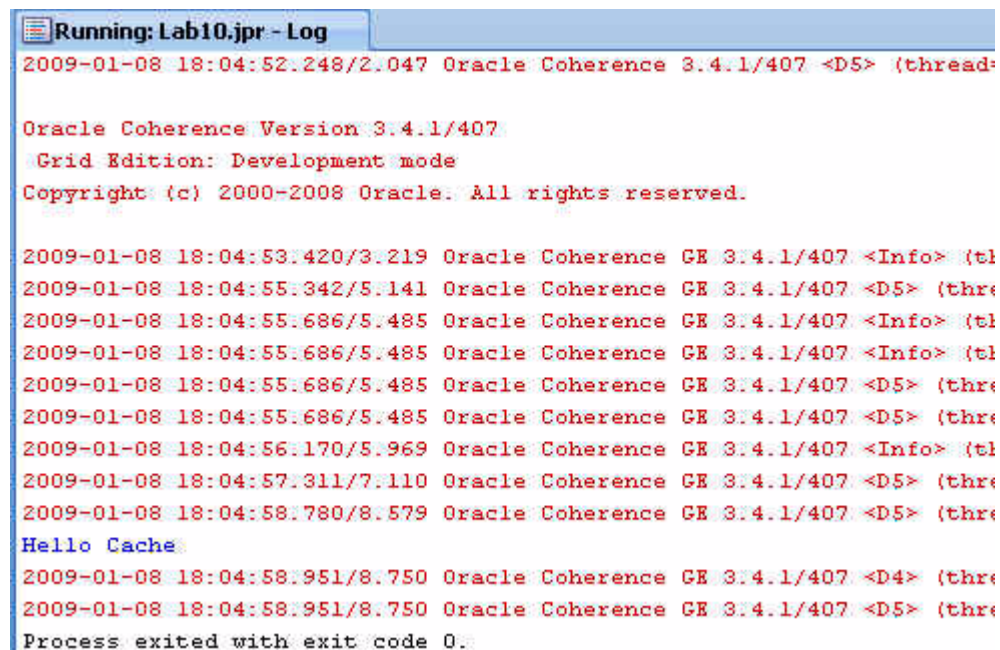 Running: Lab10.jpr - Log
2009-01-08 18:04:52.248/2.047 Oracle Coherence 3.4.1/407 <D5> (thread=
Oracle Coherence Version 3.4.1/407
Grid Edition: Development mode
Copyright (c) 2000-2008 Oracle. All rights reserved.
2009-01-08 18:04:53.420/3.219 Oracle Coherence GE 3.4.1/407 <Info> (th
2009-01-08 18:04:55.342/5.141 Oracle Coherence GE 3.4.1/407 <D5> (thre
2009-01-08 18:04:55.686/5.485 Oracle Coherence GE 3.4.1/407 <Info> (th
2009-01-08 18:04:55.686/5.485 Oracle Coherence GE 3.4.1/407 <Info> (th
2009-01-08 18:04:55.686/5.485 Oracle Coherence GE 3.4.1/407 <D5> (thre
2009-01-08 18:04:55.686/5.485 Oracle Coherence GE 3.4.1/407 <D5> (thre
2009-01-08 18:04:56.170/5.969 Oracle Coherence GE 3.4.1/407 <Info> (th
2009-01-08 18:04:57.311/7.110 Oracle Coherence GE 3.4.1/407 <D5> (thre
2009-01-08 18:04:58.780/8.579 Oracle Coherence GE 3.4.1/407 <D5> (thre
Hello Cache
2009-01-08 18:04:58.951/8.750 Oracle Coherence GE 3.4.1/407 <D4> (thre
2009-01-08 18:04:58.951/8.750 Oracle Coherence GE 3.4.1/407 <D5> (thre
Process exited with exit code 0.